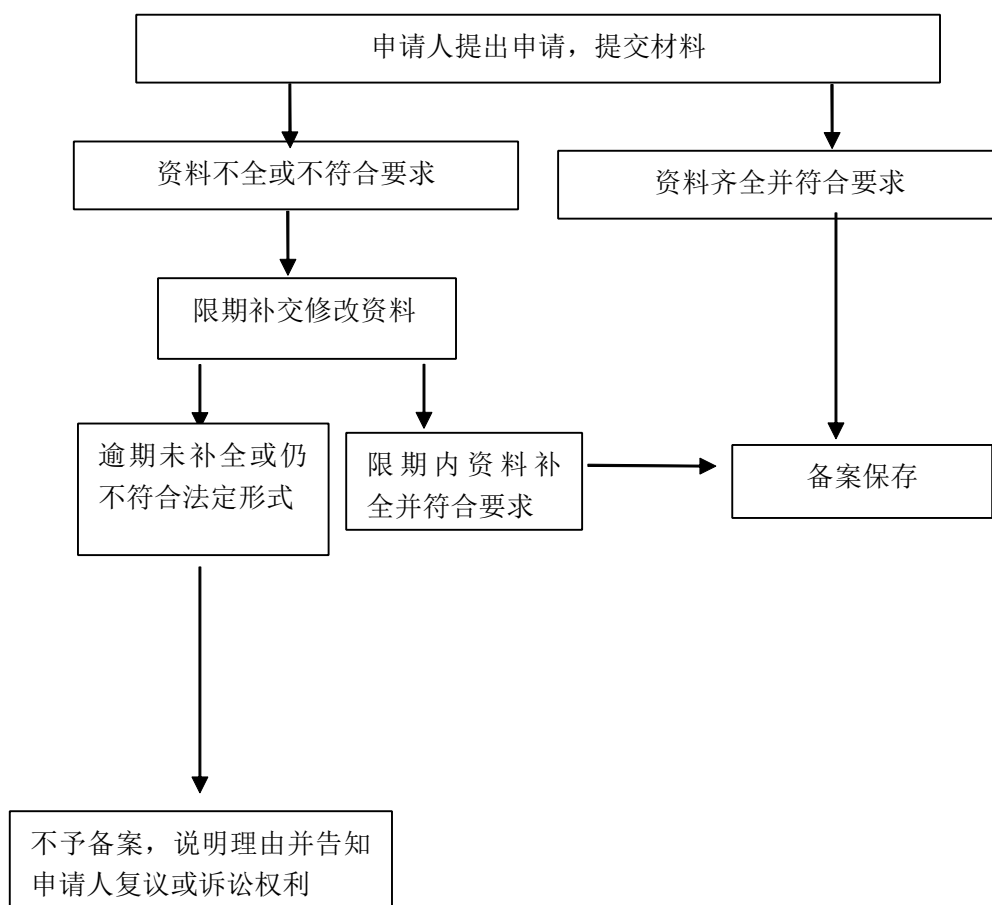 申请人提出申请，提交材料
资料不全或不符合要求
资料齐全并符合要求
限期补交修改资料
逾期未补全或仍
不符合法定形式
限期内资料补
全并符合要求
备案保存
不予备案，说明理由并告知
申请人复议或诉讼权利